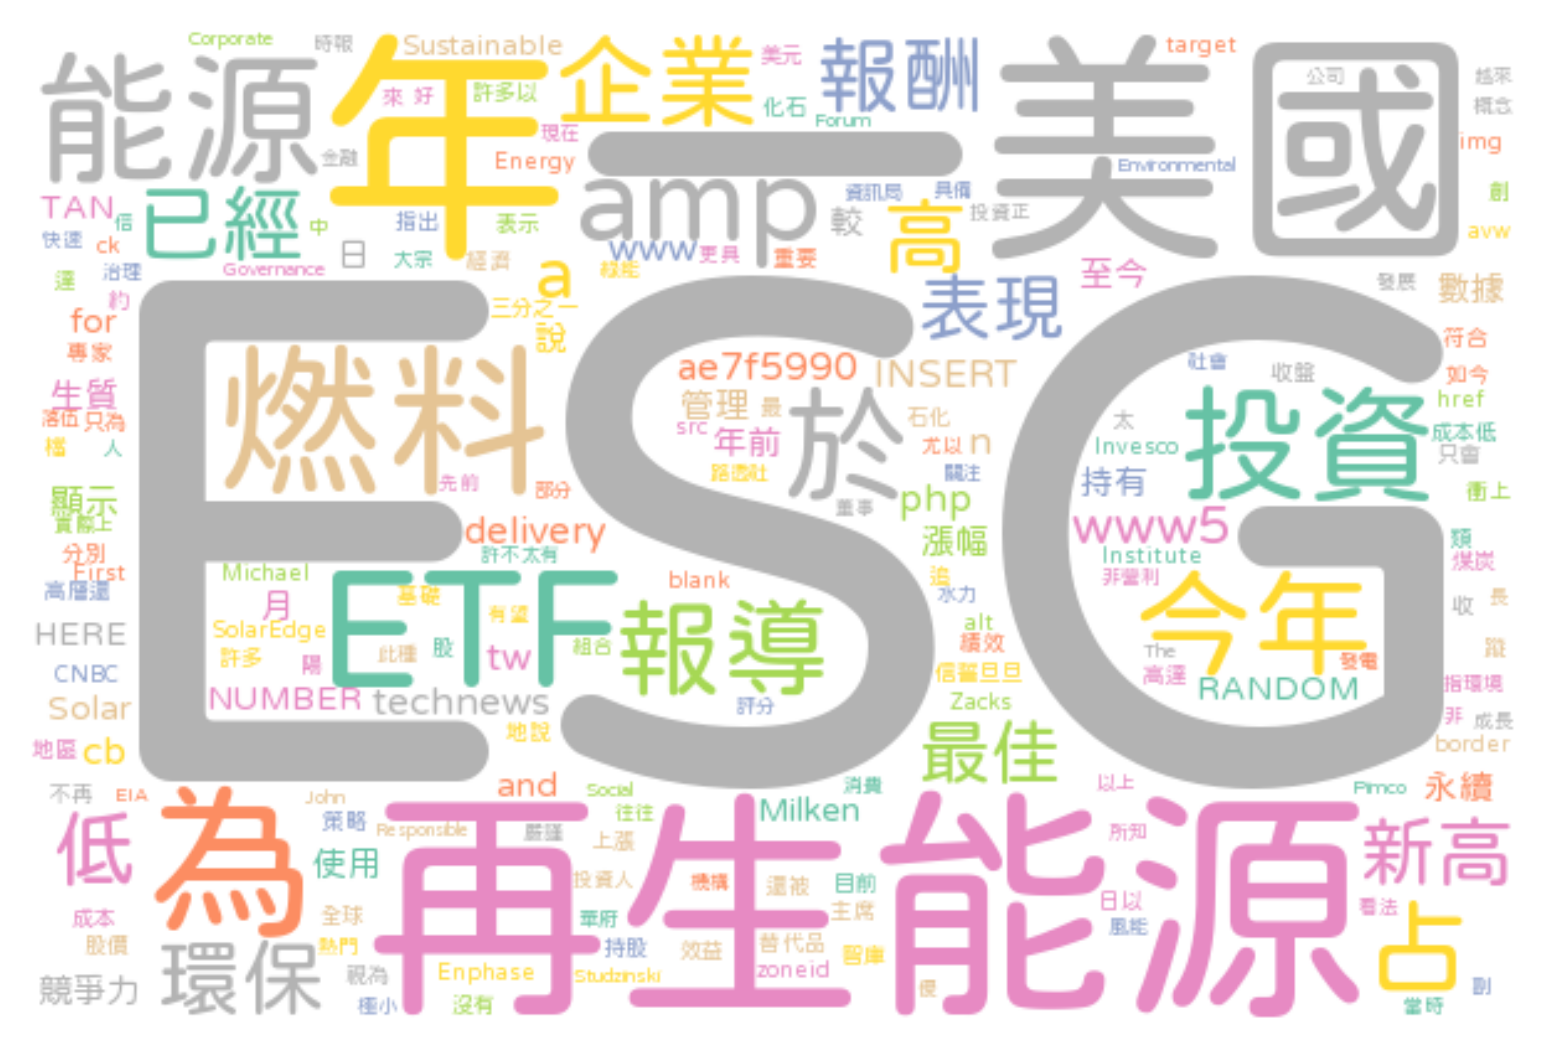 Corporate 時報 Sustainable 企業 美元 報酬 美國 target 公司 越來
能源 年 來 好 許多以 化石 Forum 概念
金融 現在 Energy 一 Environmental img
TAN 信 已經 中 指出 表示 amp 資訊局 具備 較 投資正 創
快速 ck 日 大宗 經濟 www 更具 重要 高 avw
達 治理 Governance 綠能 a 表現 至今 發展 數據
約 三分之一
for 說 符合
專家 ESG
生質 燃料 ae7f5990 INSERT 社會 收盤 如今
落伍 只為 管理 最 石化 投資 href
檔 人 src 年前 於 尤以 n 太 Invesco 成本低 只會
先前 部分 路透社 關注 持有 衝上
顯示 董事 php
實際上 delivery 漲幅 www5 類
分別 許不太有 Institute 煤炭
First Michael blank 追 非營利
高層還 月 ETF 基礎 有望 報導 水力 今年 收 長
HERE SolarEdge 股 組合 alt 績效 The 發電 蹤
CNBC 許多 陽 此種 tw 信誓旦旦 高達 指環境
Solar NUMBER technews 評分 Zacks RANDOM 非 成長
地區 cb 地說 最佳 border
不再 EIA and Social 消費 以上 Pimco 永續
John 策略 Responsible 嚴謹 往往 Milken 所知
低 為 使用 再生能源 上漲 新高
投資人 機構 還被 目前 日以 看法
成本 全球 華府 主席 風能 占
股價 熱門 持股 效益 替代品 智庫
競爭力 環保 視為 Enphase Studzinski zoneid 優 副
極小 沒有 當時